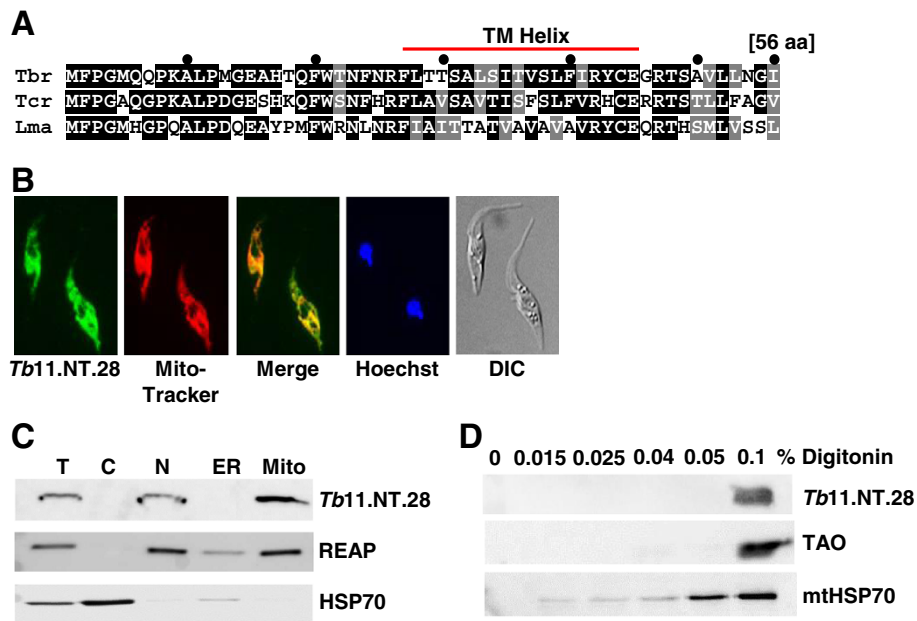 A
TM Helix
[56 aa]
Tbr MFPGMQQPKALPMGEAHTQFWTNFNRFLTTSALSITVSLFIRYCEGRTSAVLLNGI
Tcr MFPGAQGPKALPDGESHKQFWSNFHRFLAVSAVTISFSLFVRHCERRTSTLLFAGV
Lma MFPGMHGPQALPDQEAYPMFWRNLNRFIAITTATVAVAVAVRYCEQRTHSMLVSSL
B
Tb11.NT.28 Mito-Tracker Merge Hoechst DIC
C
T C N ER Mito
Tb11.NT.28
REAP
HSP70
D
0 0.015 0.025 0.04 0.05 0.1 % Digitonin
Tb11.NT.28
TAO
mtHSP70